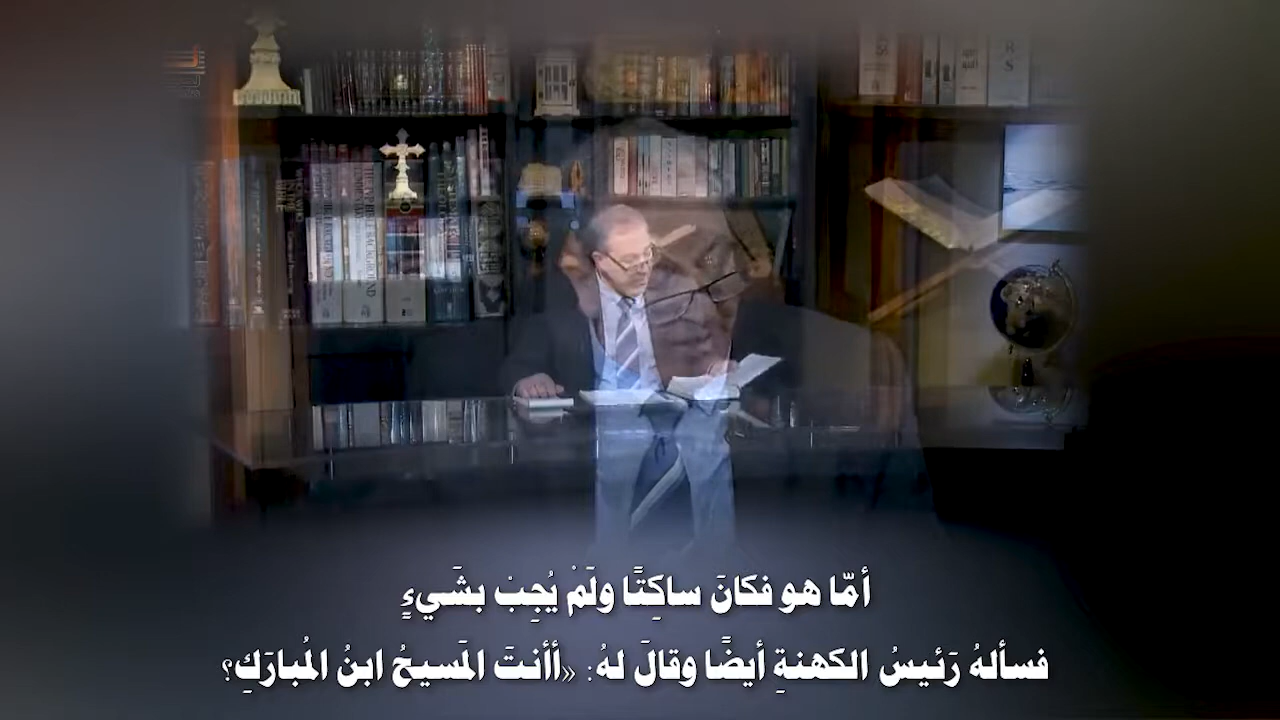 أمّا هو فكانَ ساكِتًا ولَمْ يُجِبْ بشَيءٍ
فسألهُ رَئيسُ الكهنةِ أيضًا وقالَ لهُ: «أأنتَ المَسيحُ ابنُ المُبارَكِ؟